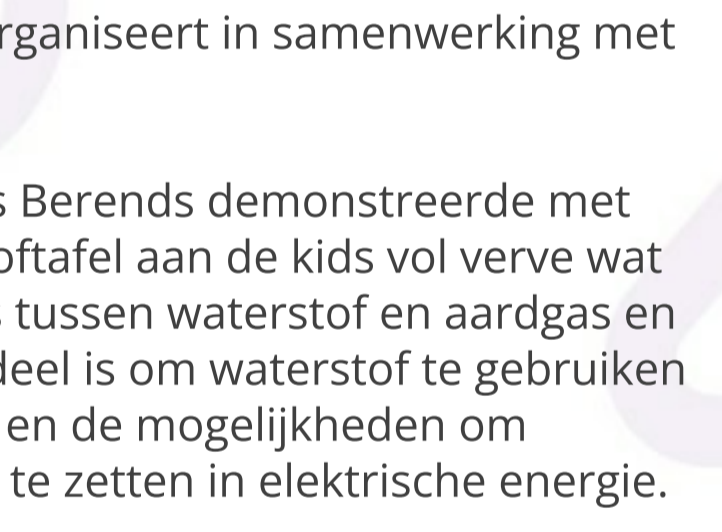 rganiseert in samenwerking met
s Berends demonstreerde met
oftafel aan de kids vol verve wat
tussen waterstof en aardgas en
deel is om waterstof te gebruiken
en de mogelijkheden om
te zetten in elektrische energie.